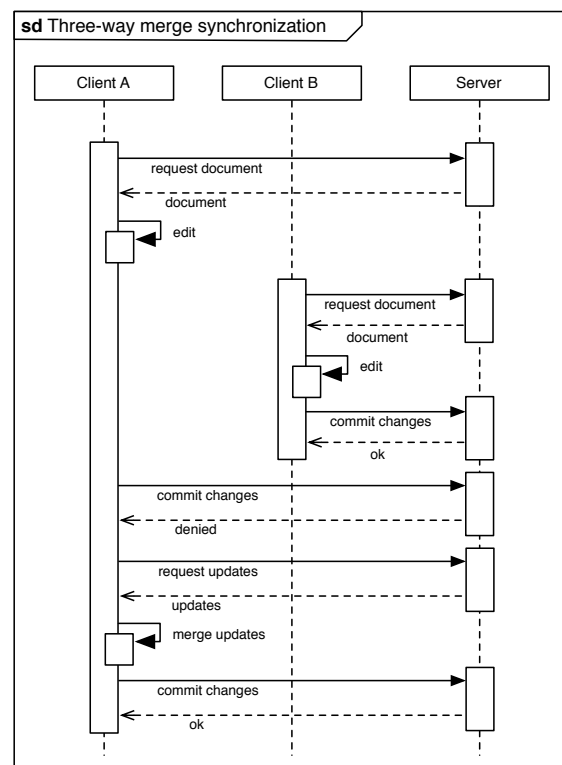 sd Three-way merge synchronization
Client A
Client B
Server
request document
document
edit
request document
document
edit
commit changes
ok
commit changes
denied
request updates
updates
merge updates
commit changes
ok